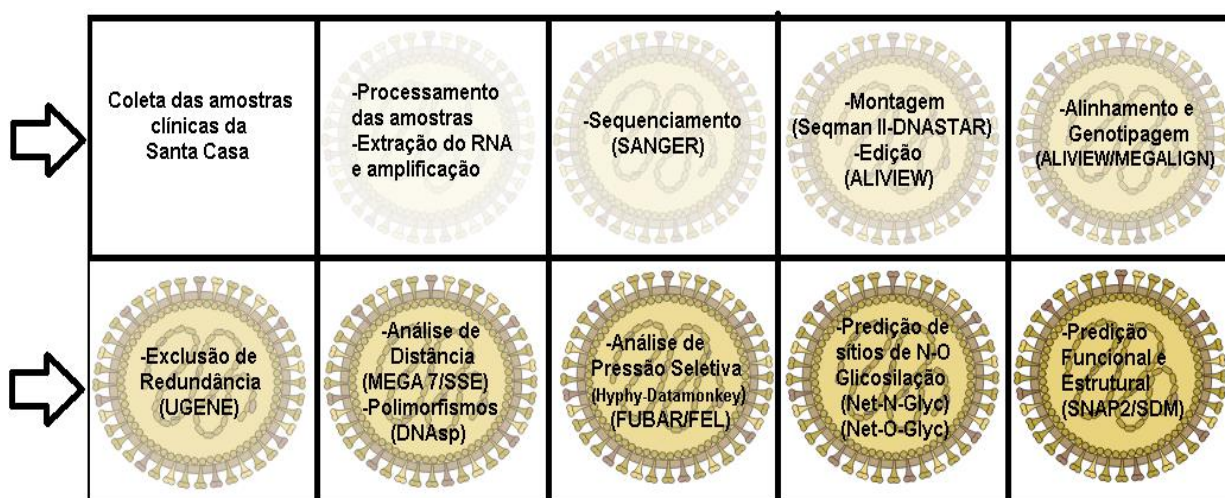 Coleta das amostras
clínicas da
Santa Casa
-Processamento
das amostras
-Extração do RNA
e amplificação
-Sequenciamento
(SANGER)
-Montagem
(Seqman II-DNASTAR)
-Edição
(ALIVIEW)
-Alinhamento e
Genotipagem
(ALIVIEW/MEGALIGN)
-Exclusão de
Redundância
(UGENE)
-Análise de
Distância
(MEGA 7/SSE)
-Polimorfismos
(DNAsp)
-Análise de
Pressão Seletiva
(Hyphy-Datamonkey)
(FUBAR/FEL)
-Predição de
sítios de N-O
Glicosilação
(Net-N-Glyc)
(Net-O-Glyc)
-Predição
Funcional e
Estrutural
(SNAP2/SDM)